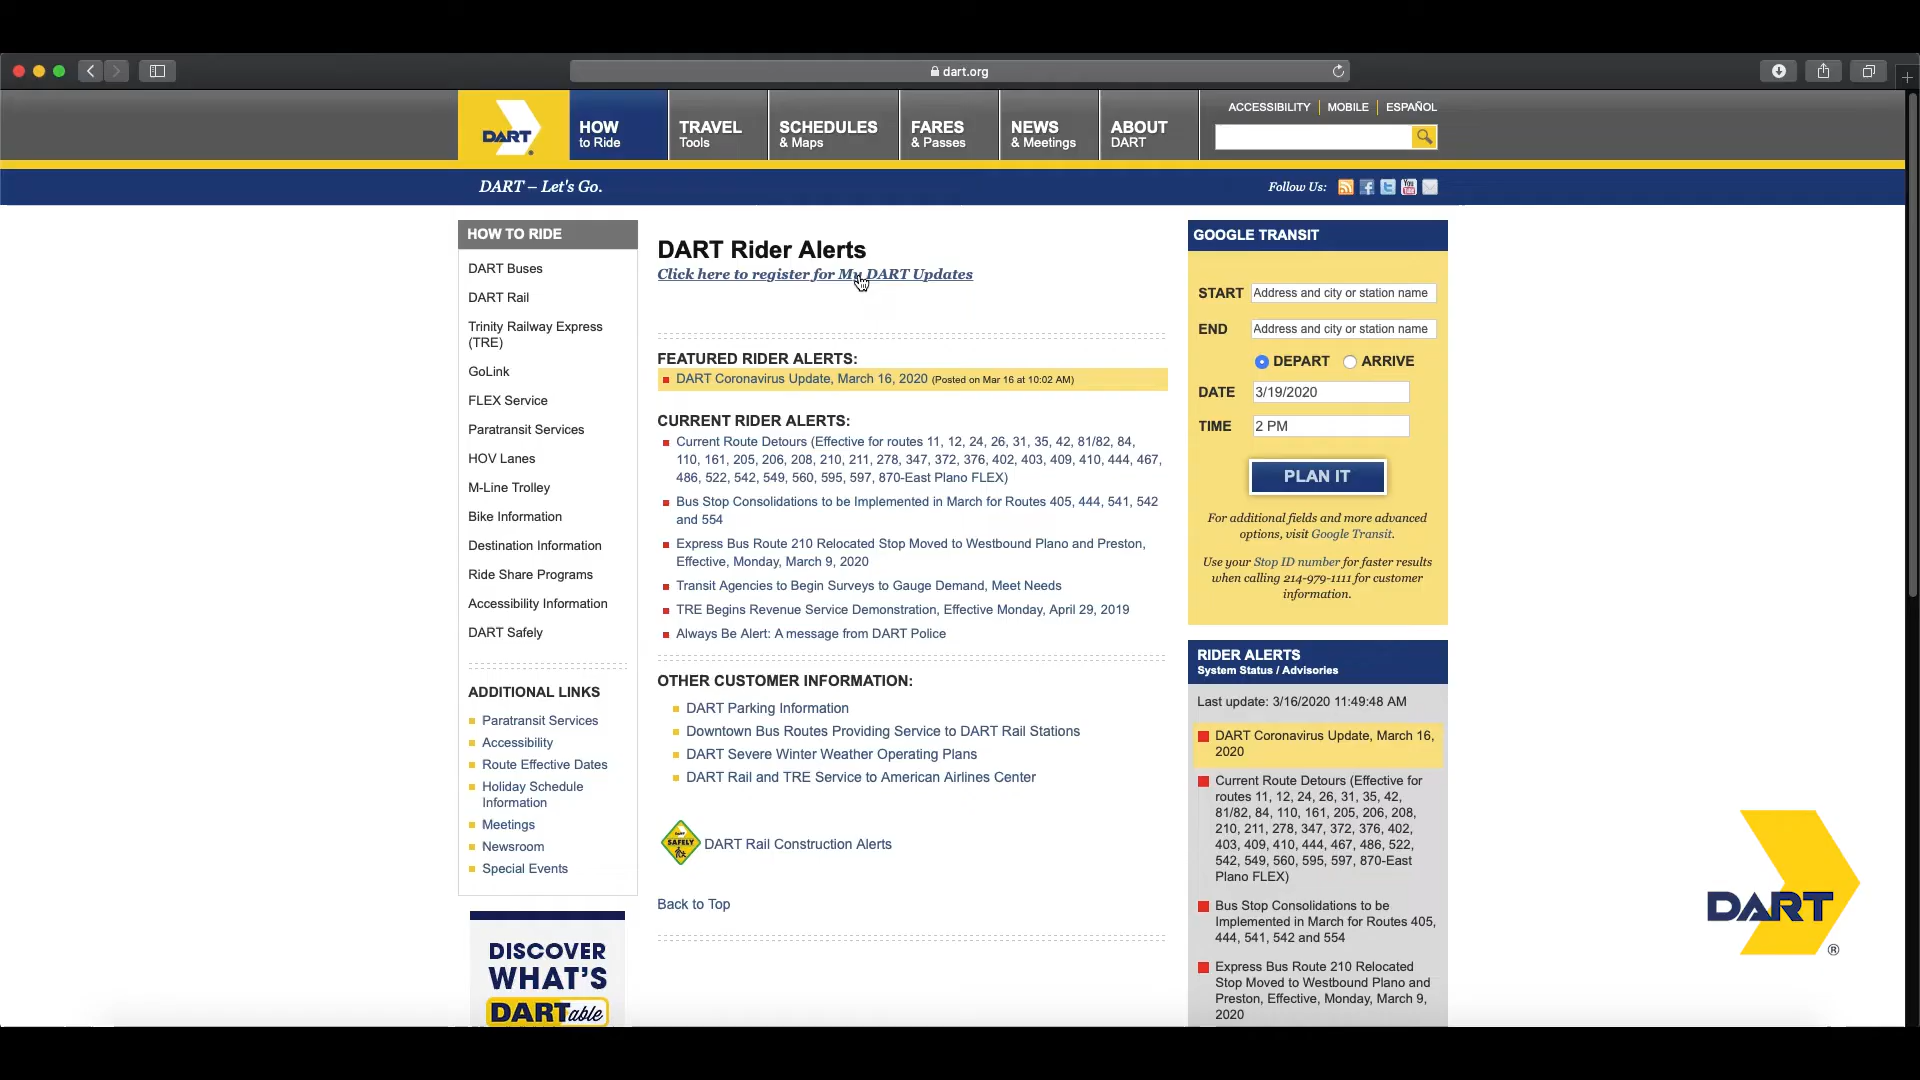 dart.org
DART
HOW
to Ride
TRAVEL
Tools
SCHEDULES
& Maps
FARES
& Passes
NEWS
& Meetings
ABOUT
DART
ACCESSIBILITY
MOBILE
ESPAÑOL
DART – Let's Go.
Follow Us:
HOW TO RIDE
DART Buses
DART Rail
Trinity Railway Express
(TRE)
GoLink
FLEX Service
Paratransit Services
HOV Lanes
M-Line Trolley
Bike Information
Destination Information
Ride Share Programs
Accessibility Information
DART Safely
ADDITIONAL LINKS
Paratransit Services
Accessibility
Route Effective Dates
Holiday Schedule
Information
Meetings
Newsroom
Special Events
DISCOVER
WHAT'S
DARTable
DART Rider Alerts
Click here to register for My DART Updates
FEATURED RIDER ALERTS:
DART Coronavirus Update, March 16, 2020 (Posted on Mar 16 at 10:02 AM)
CURRENT RIDER ALERTS:
Current Route Detours (Effective for routes 11, 12, 24, 26, 31, 35, 42, 81/82, 84,
110, 161, 205, 206, 208, 210, 211, 278, 347, 372, 376, 402, 403, 409, 410, 444, 467,
486, 522, 542, 549, 560, 595, 597, 870-East Plano FLEX)
Bus Stop Consolidations to be Implemented in March for Routes 405, 444, 541, 542
and 554
Express Bus Route 210 Relocated Stop Moved to Westbound Plano and Preston,
Effective, Monday, March 9, 2020
Transit Agencies to Begin Surveys to Gauge Demand, Meet Needs
TRE Begins Revenue Service Demonstration, Effective Monday, April 29, 2019
Always Be Alert: A message from DART Police
OTHER CUSTOMER INFORMATION:
DART Parking Information
Downtown Bus Routes Providing Service to DART Rail Stations
DART Severe Winter Weather Operating Plans
DART Rail and TRE Service to American Airlines Center
SAFELY
DART Rail Construction Alerts
Back to Top
GOOGLE TRANSIT
START Address and city or station name
END Address and city or station name
DEPART ARRIVE
DATE 3/19/2020
TIME 2 PM
PLAN IT
For additional fields and more advanced
options, visit Google Transit.
Use your Stop ID number for faster results
when calling 214-979-1111 for customer
information.
RIDER ALERTS
System Status / Advisories
Last update: 3/16/2020 11:49:48 AM
DART Coronavirus Update, March 16,
2020
Current Route Detours (Effective for
routes 11, 12, 24, 26, 31, 35, 42,
81/82, 84, 110, 161, 205, 206, 208,
210, 211, 278, 347, 372, 376, 402,
403, 409, 410, 444, 467, 486, 522,
542, 549, 560, 595, 597, 870-East
Plano FLEX)
Bus Stop Consolidations to be
Implemented in March for Routes 405,
444, 541, 542 and 554
Express Bus Route 210 Relocated
Stop Moved to Westbound Plano and
Preston, Effective, Monday, March 9,
2020
DART
®